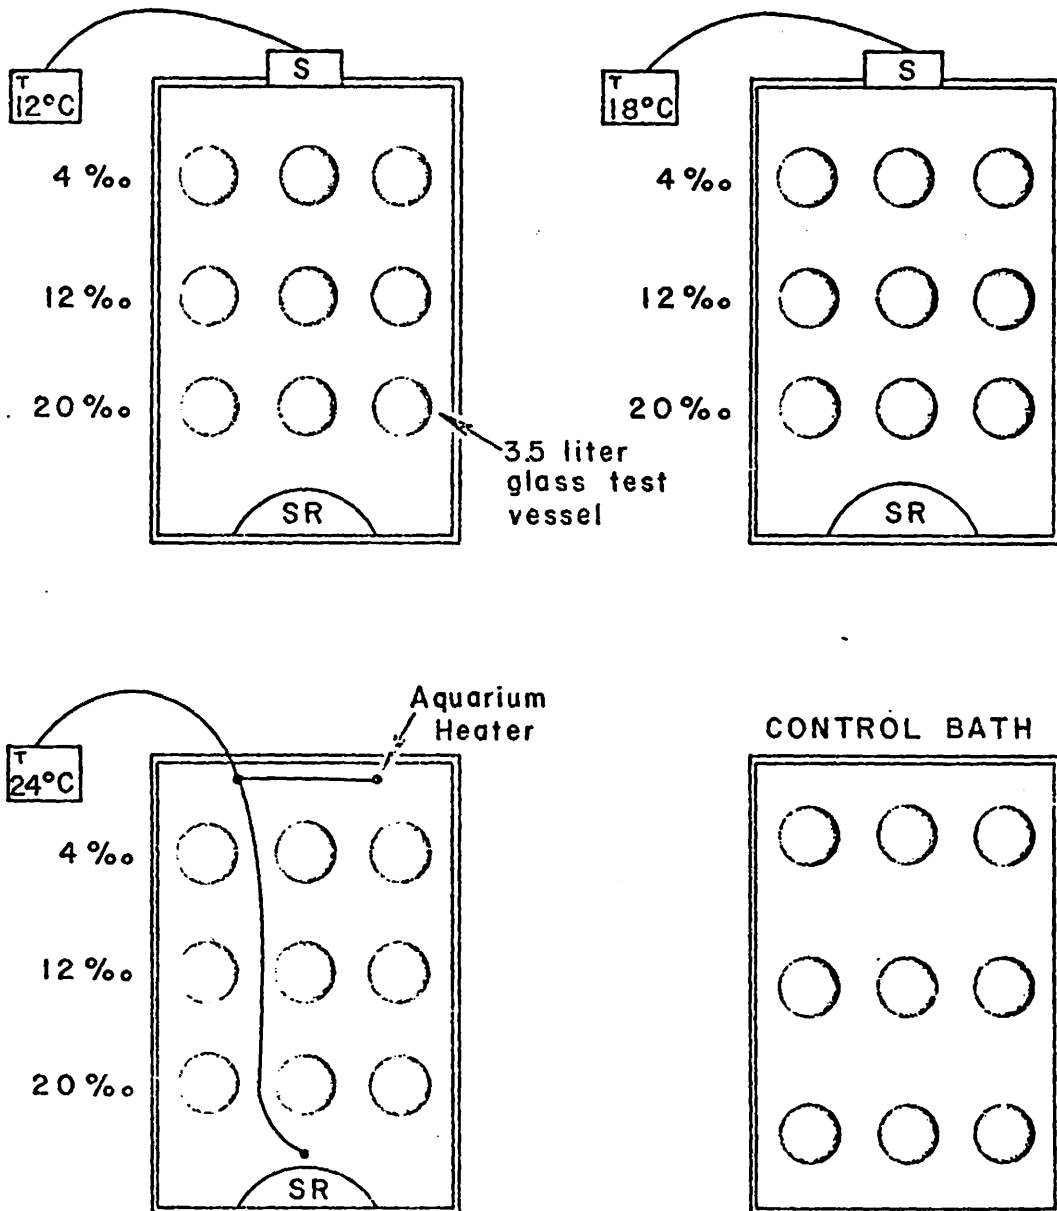 S
S
T
12°C
T
18°C
4 ‰
4 ‰
12 ‰
12 ‰
20 ‰
20 ‰
3.5 liter
glass test
vessel
SR
SR
Aquarium
Heater
CONTROL BATH
T
24°C
4 ‰
12 ‰
20 ‰
SR